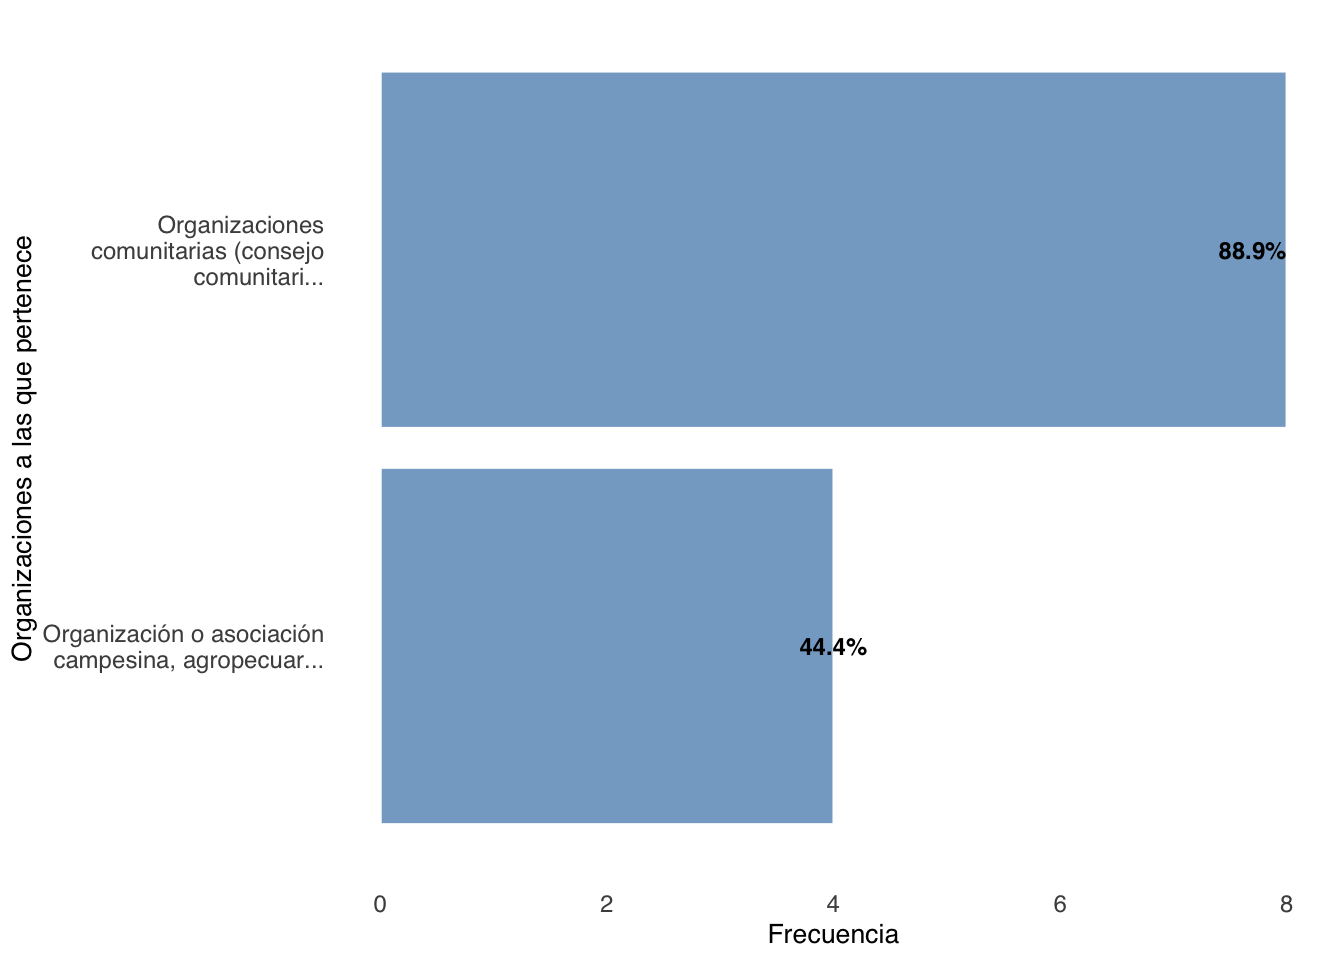 Organizaciones a las que pertenece
Organizaciones
comunitarias (consejo
comunitari...
88.9%
Organización o asociación
campesina, agropecuar...
44.4%
0 2 4 6 8
Frecuencia